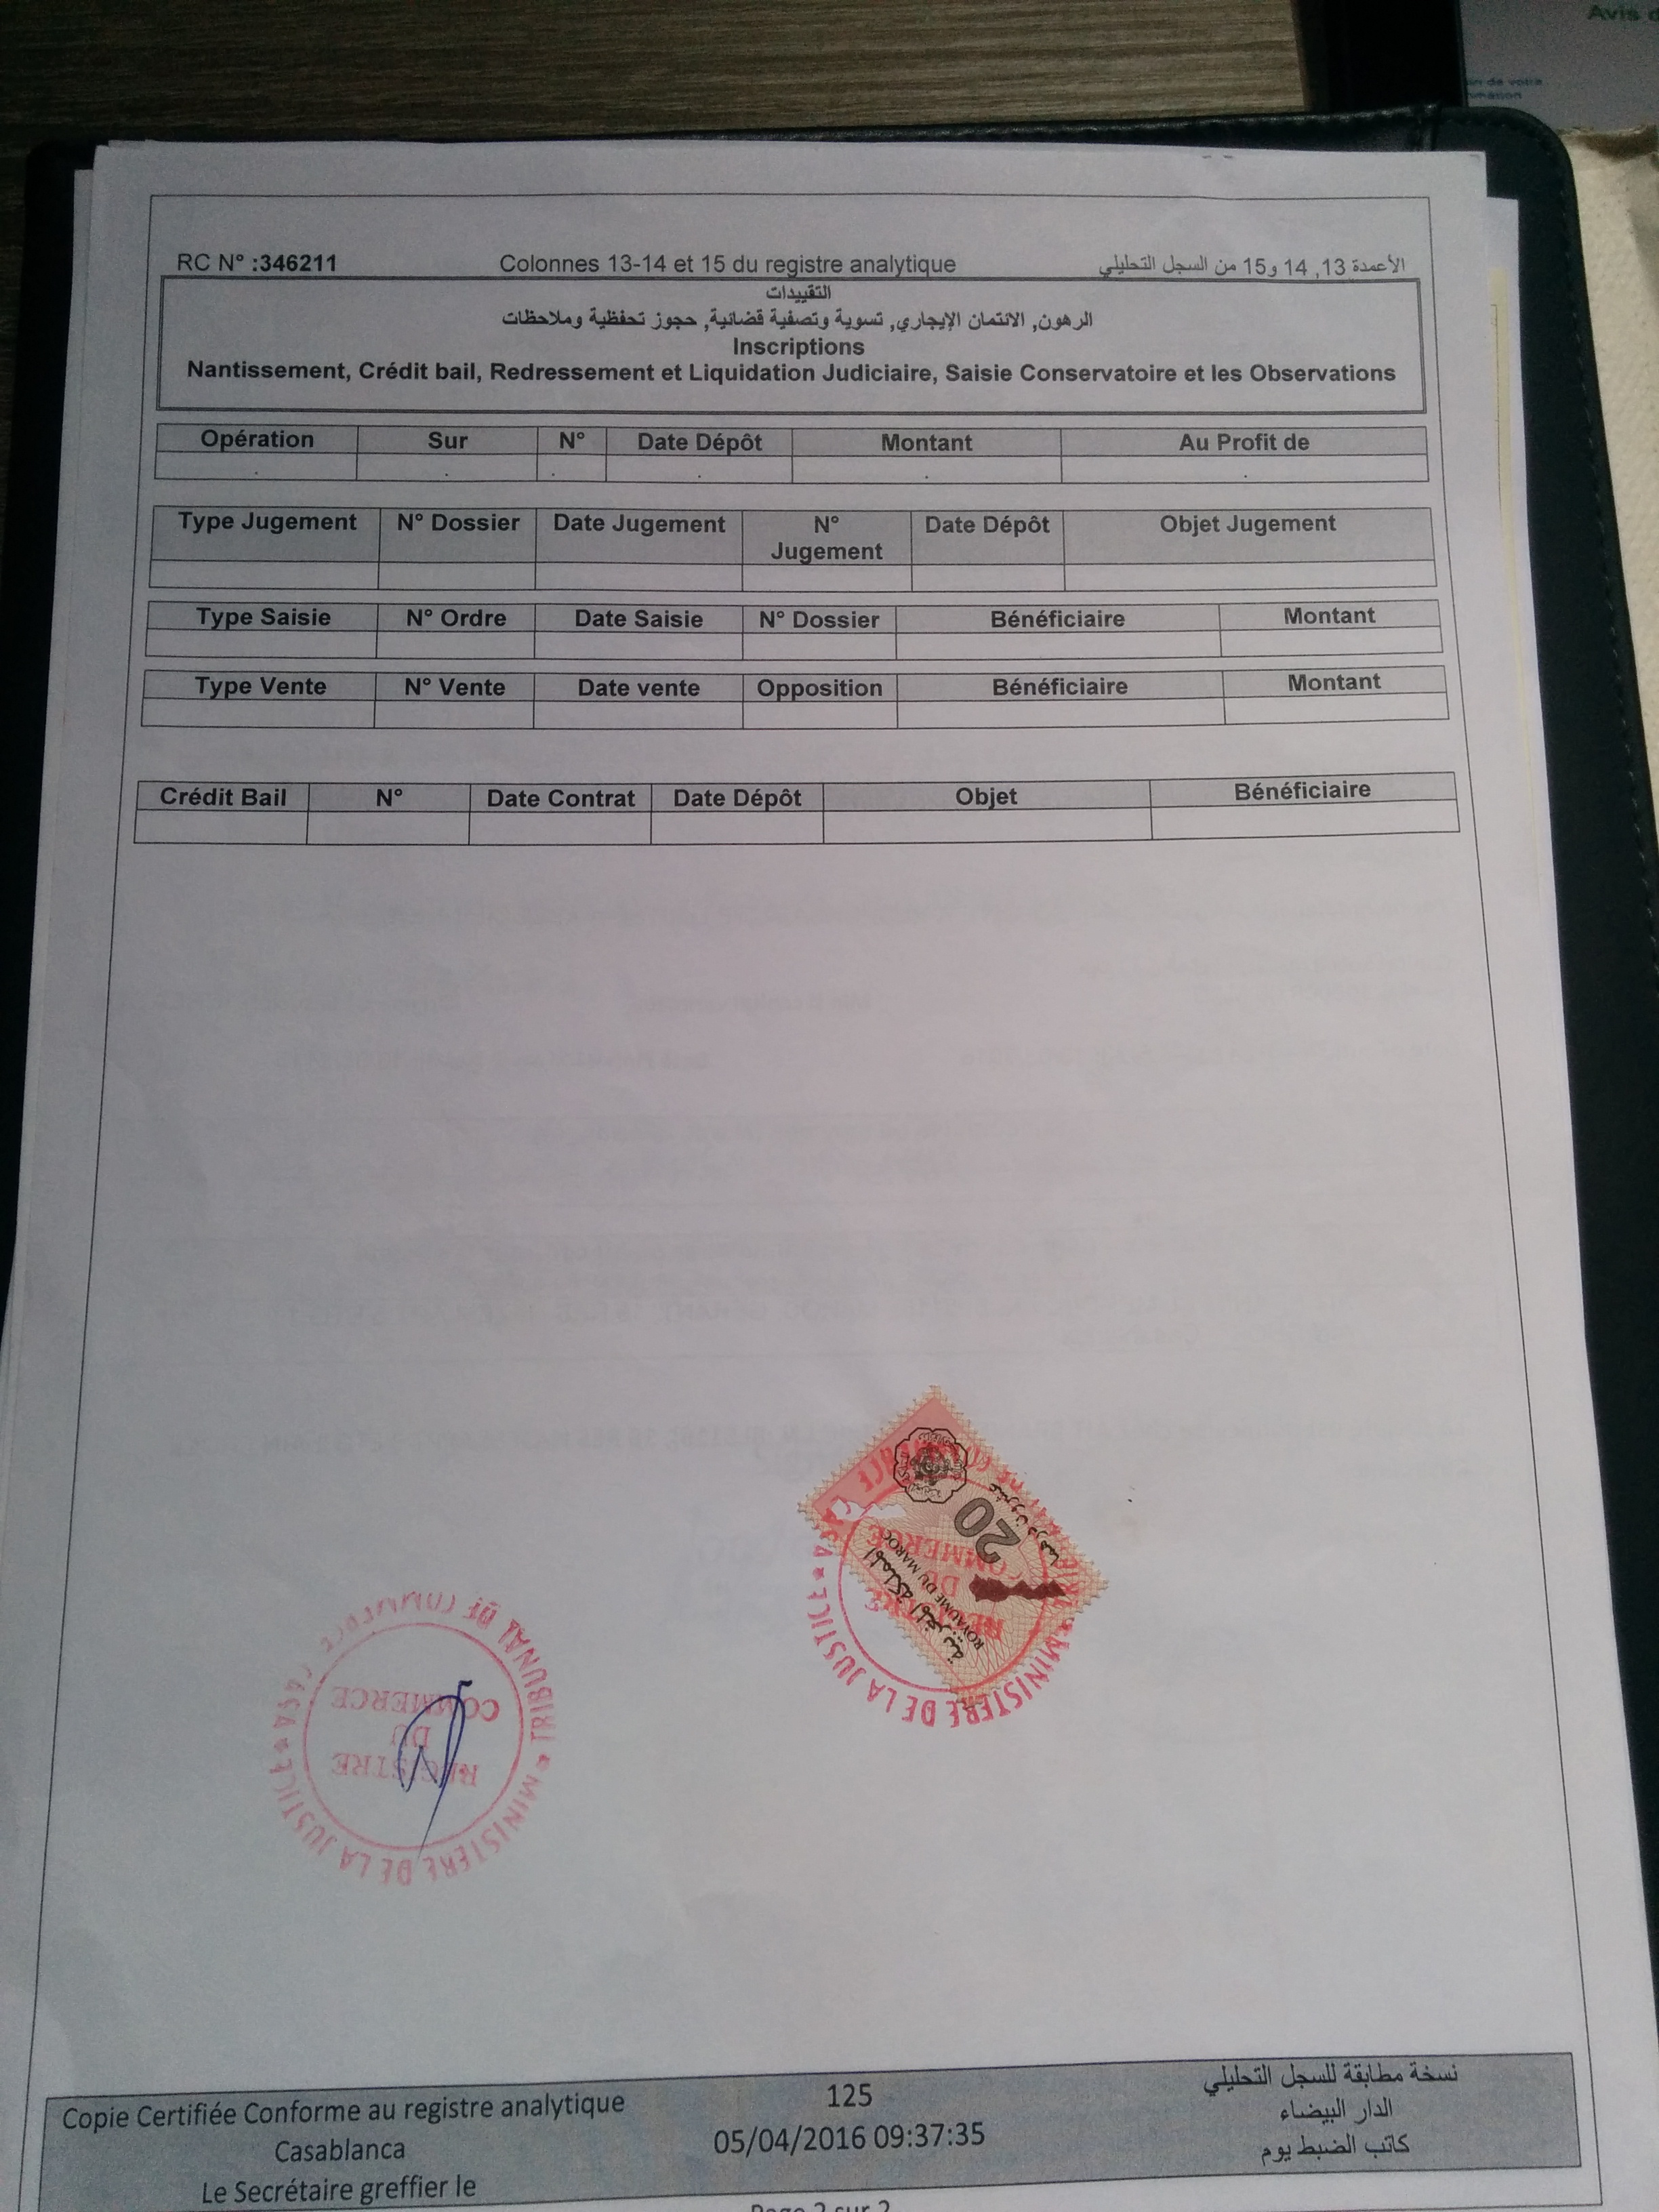 Avis d
in de votre
RC N° :346211 Colonnes 13-14 et 15 du registre analytique الأعمدة 13, 14 و15 من السجل التحليلي
التقييدات
الرهون, الائتمان الإيجاري, تسوية وتصفية قضائية, حجوز تحفظية وملاحظات
Inscriptions
Nantissement, Crédit bail, Redressement et Liquidation Judiciaire, Saisie Conservatoire et les Observations
Opération Sur N° Date Dépôt Montant Au Profit de
Type Jugement N° Dossier Date Jugement N° Jugement Date Dépôt Objet Jugement
Type Saisie N° Ordre Date Saisie N° Dossier Bénéficiaire Montant
Type Vente N° Vente Date vente Opposition Bénéficiaire Montant
Crédit Bail N° Date Contrat Date Dépôt Objet Bénéficiaire
20
عشرون درهما
المملكة المغربية
ROYAUME DU MAROC
REGISTRE
DU
COMMERCE
MINISTERE DE LA JUSTICE
TRIBUNAL DE COMMERCE CASA * MINISTERE DE LA JUSTICE *
REGISTRE
DU
COMMERCE
Copie Certifiée Conforme au registre analytique 125 نسخة مطابقة للسجل التحليلي
Casablanca 05/04/2016 09:37:35 الدار البيضاء
Le Secrétaire greffier le كاتب الضبط يوم
Page 2 sur 2